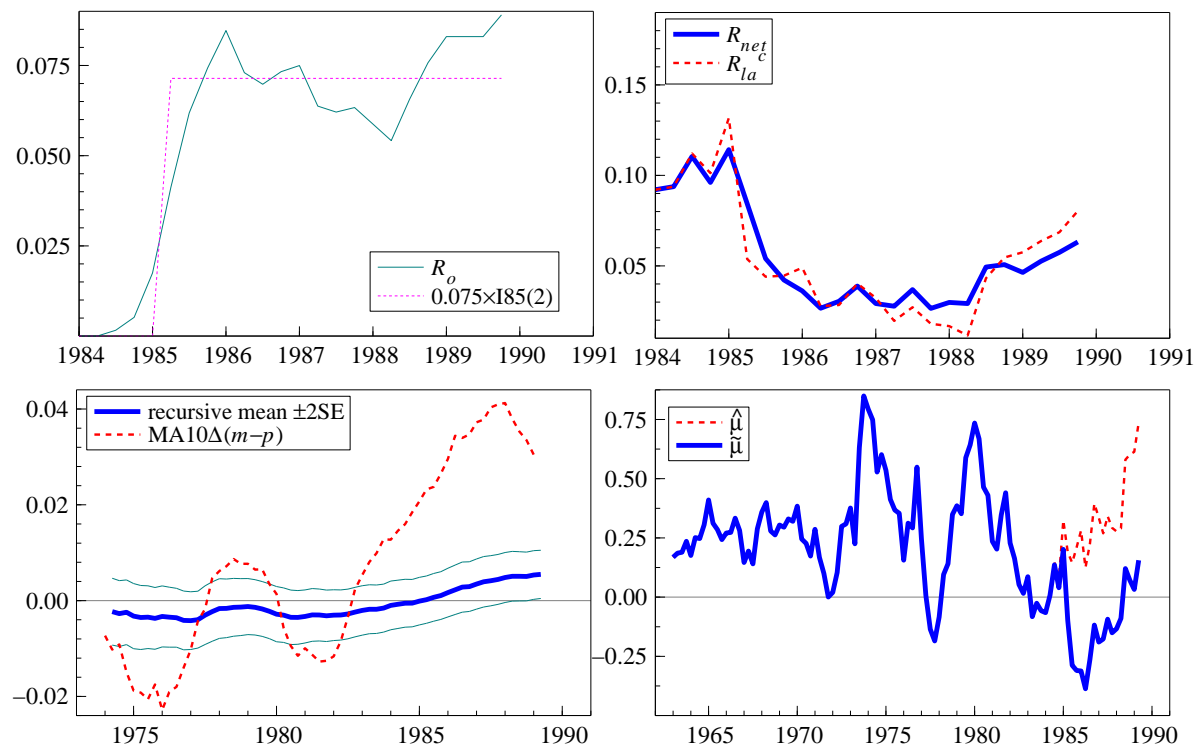 0.075
0.050
0.025
R_o
0.075×I85(2)
1984 1985 1986 1987 1988 1989 1990 1991
R_net^c
R_la
0.15
0.10
0.05
1984 1985 1986 1987 1988 1989 1990 1991
0.04
recursive mean ±2SE
MA10Δ(m−p)
0.02
0.00
−0.02
1975 1980 1985 1990
0.75
μ̂
μ̃
0.50
0.25
0.00
−0.25
1965 1970 1975 1980 1985 1990